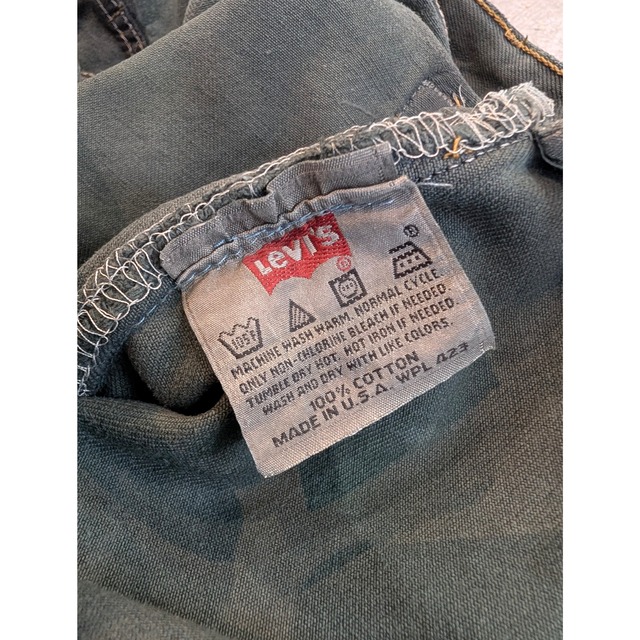 Levi's
105F
MACHINE WASH WARM. NORMAL CYCLE.
ONLY NON-CHLORINE BLEACH IF NEEDED.
TUMBLE DRY HOT. HOT IRON IF NEEDED.
WASH AND DRY WITH LIKE COLORS.
100% COTTON
MADE IN U.S.A. WPL 423